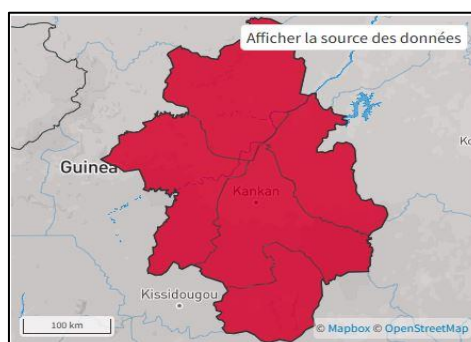 Afficher la source des données
Guinea
Kankan
Kissidougou
100 km
© Mapbox © OpenStreetMap